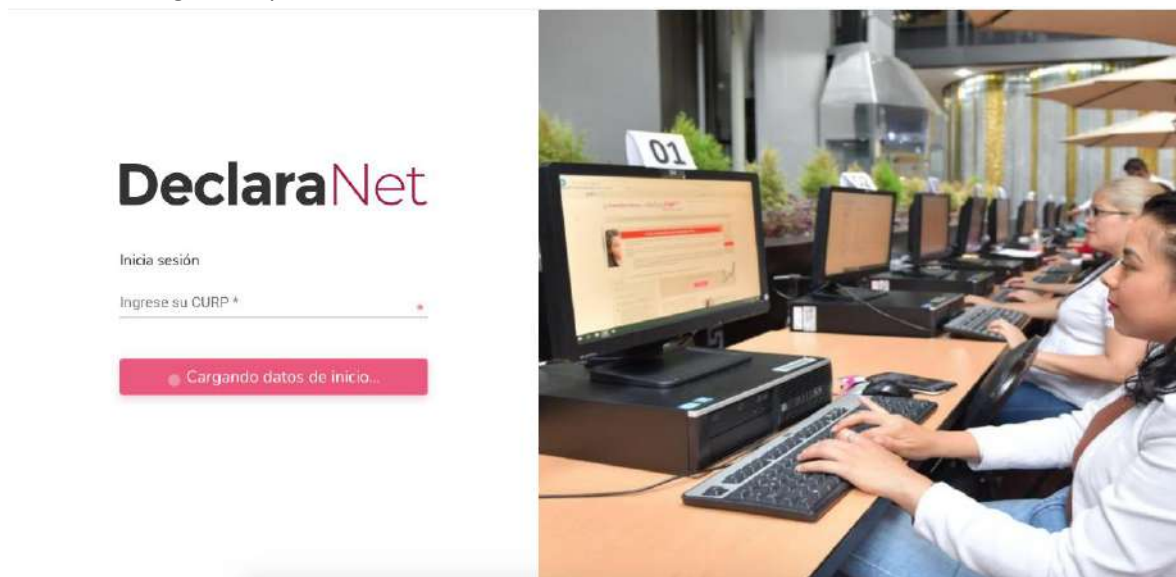 DeclaraNet
Inicia sesión
Ingrese su CURP *
*
Cargando datos de inicio...
01